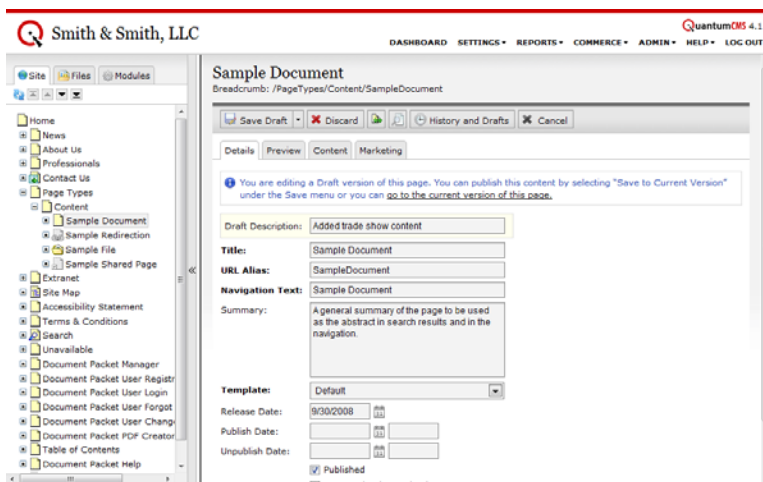 Smith & Smith, LLC
QuantumCMS 4.1
DASHBOARD SETTINGS REPORTS COMMERCE ADMIN HELP LOG OUT
Site Files Modules
Home
News
About Us
Professionals
Contact Us
Page Types
Content
Sample Document
Sample Redirection
Sample File
Sample Shared Page
Extranet
Site Map
Accessibility Statement
Terms & Conditions
Search
Unavailable
Document Packet Manager
Document Packet User Registr
Document Packet User Login
Document Packet User Forgot
Document Packet User Chang
Document Packet PDF Creator
Table of Contents
Document Packet Help
Sample Document
Breadcrumb: /PageTypes/Content/SampleDocument
Save Draft Discard History and Drafts Cancel
Details Preview Content Marketing
You are editing a Draft version of this page. You can publish this content by selecting "Save to Current Version"
under the Save menu or you can go to the current version of this page.
Draft Description: Added trade show content
Title: Sample Document
URL Alias: SampleDocument
Navigation Text: Sample Document
Summary: A general summary of the page to be used
as the abstract in search results and in the
navigation.
Template: Default
Release Date: 9/30/2008
Publish Date:
Unpublish Date:
Published